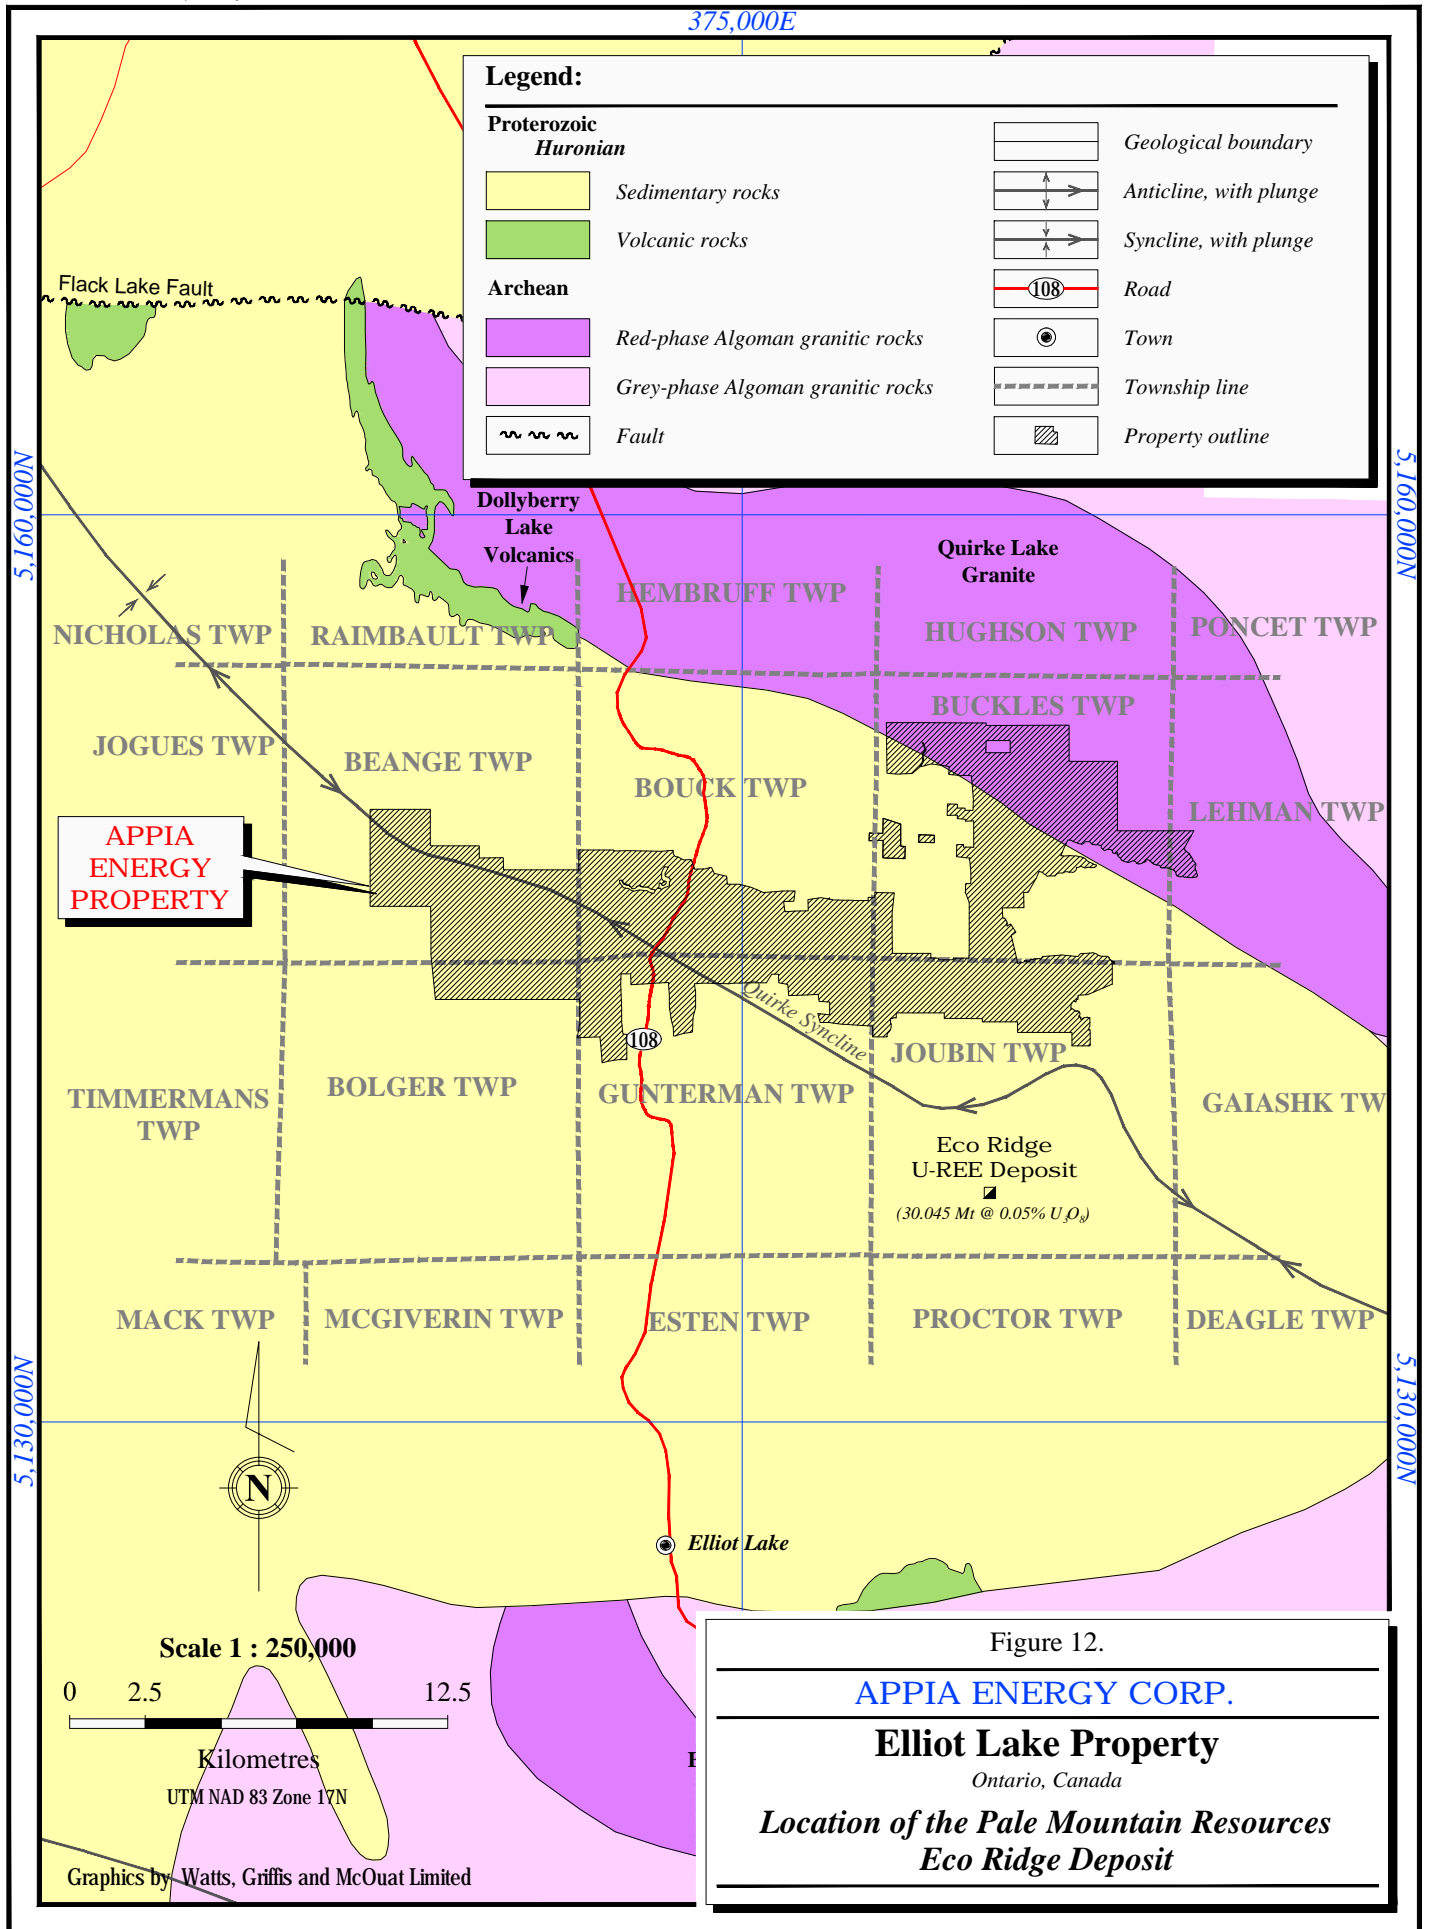 375,000E
Legend:
Proterozoic
Huronian
Sedimentary rocks
Volcanic rocks
Archean
Red-phase Algoman granitic rocks
Grey-phase Algoman granitic rocks
Fault
Geological boundary
Anticline, with plunge
Syncline, with plunge
108
Road
Town
Township line
Property outline
Flack Lake Fault
5,160,000N
5,160,000N
Dollyberry
Lake
Volcanics
Quirke Lake
Granite
HEMBRUFF TWP
NICHOLAS TWP
RAIMBAULT TWP
HUGHSON TWP
PONCET TWP
BUCKLES TWP
JOGUES TWP
BEANGE TWP
BOUCK TWP
LEHMAN TWP
APPIA
ENERGY
PROPERTY
Quirke Syncline
108
JOUBIN TWP
BOLGER TWP
GUNTERMAN TWP
TIMMERMANS
TWP
GAIASHK TW
Eco Ridge
U-REE Deposit
(30.045 Mt @ 0.05% U3O8)
MACK TWP
MCGIVERIN TWP
ESTEN TWP
PROCTOR TWP
DEAGLE TWP
5,130,000N
5,130,000N
N
Elliot Lake
Scale 1 : 250,000
0 2.5 12.5
Kilometres
UTM NAD 83 Zone 17N
Graphics by Watts, Griffis and McOuat Limited
Figure 12.
APPIA ENERGY CORP.
Elliot Lake Property
Ontario, Canada
Location of the Pale Mountain Resources
Eco Ridge Deposit